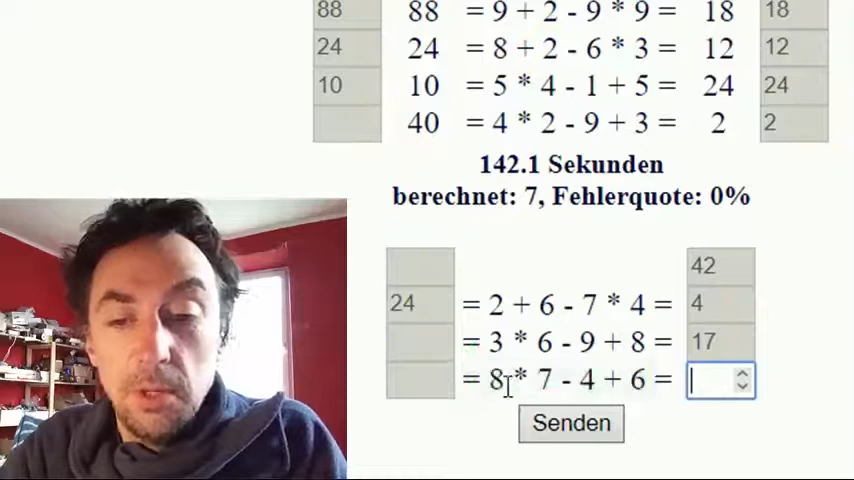 88 88 = 9 + 2 - 9 * 9 = 18 18
24 24 = 8 + 2 - 6 * 3 = 12 12
10 10 = 5 * 4 - 1 + 5 = 24 24
40 = 4 * 2 - 9 + 3 = 2 2
142.1 Sekunden
berechnet: 7, Fehlerquote: 0%
42
24 = 2 + 6 - 7 * 4 = 4
= 3 * 6 - 9 + 8 = 17
= 8 * 7 - 4 + 6 =
Senden